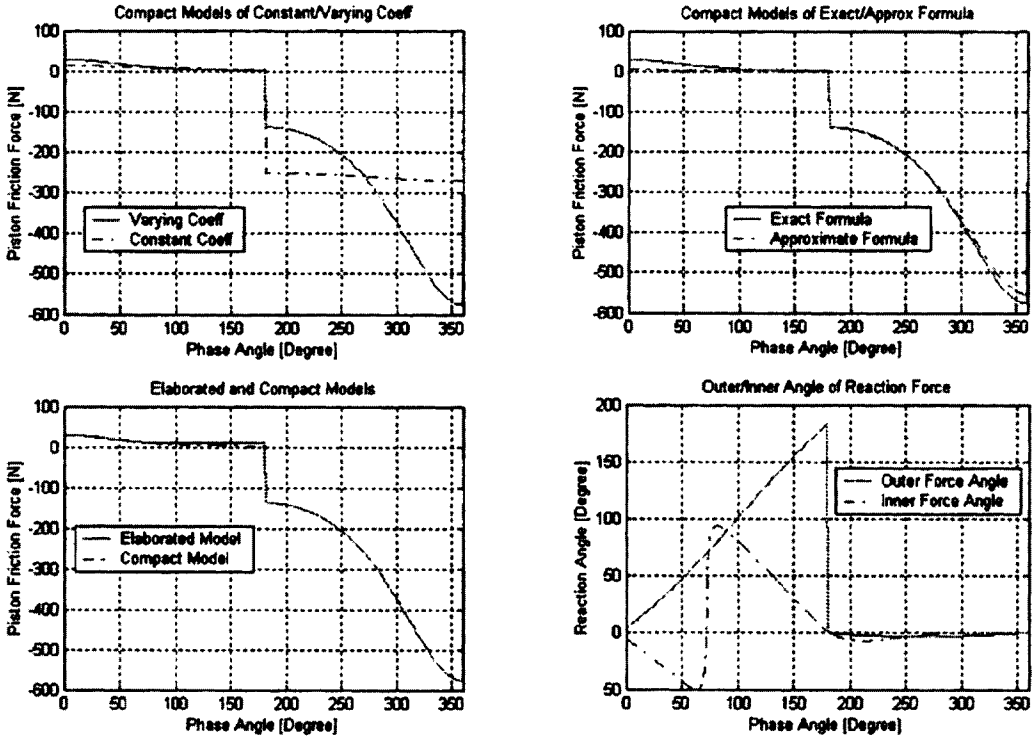 Compact Models of Constant/Varying Coeff
100
0
-100
-200
-300
-400
-500
-600
Piston Friction Force [N]
Varying Coeff
Constant Coeff
0 50 100 150 200 250 300 350
Phase Angle [Degree]
Compact Models of Exact/Approx Formula
100
0
-100
-200
-300
-400
-500
-600
Piston Friction Force [N]
Exact Formula
Approximate Formula
0 50 100 150 200 250 300 350
Phase Angle [Degree]
Elaborated and Compact Models
100
0
-100
-200
-300
-400
-500
-600
Piston Friction Force [N]
Elaborated Model
Compact Model
0 50 100 150 200 250 300 350
Phase Angle [Degree]
Outer/Inner Angle of Reaction Force
200
150
100
50
0
50
Reaction Angle [Degree]
Outer Force Angle
Inner Force Angle
0 50 100 150 200 250 300 350
Phase Angle [Degree]